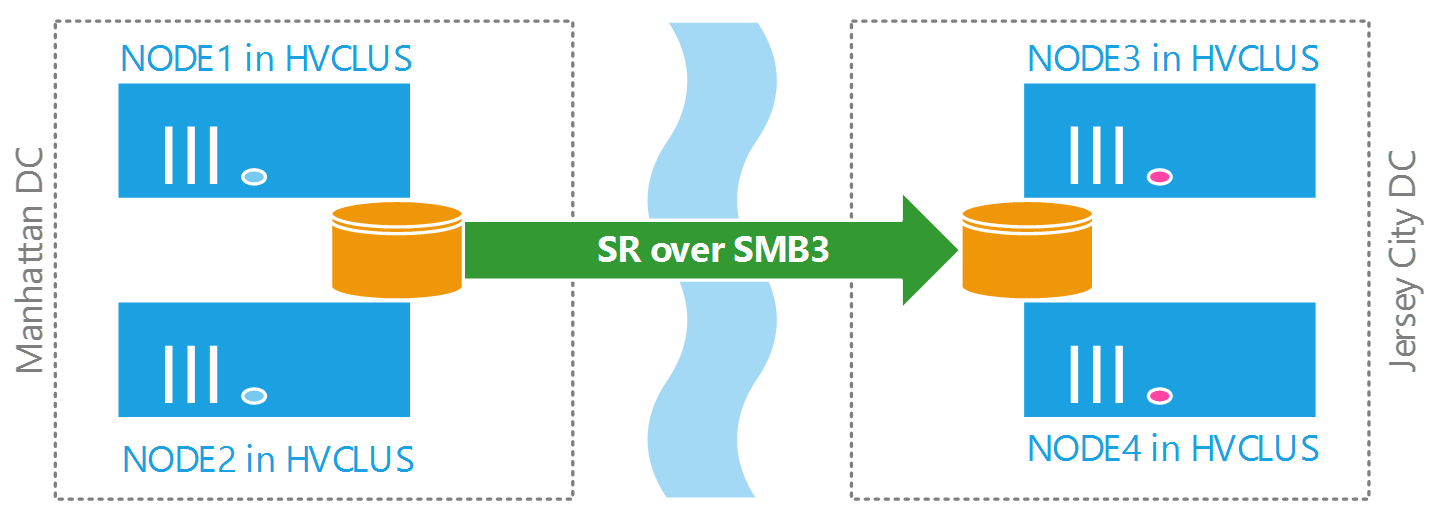 Manhattan DC
NODE1 in HVCLUS
NODE2 in HVCLUS
SR over SMB3
NODE3 in HVCLUS
NODE4 in HVCLUS
Jersey City DC